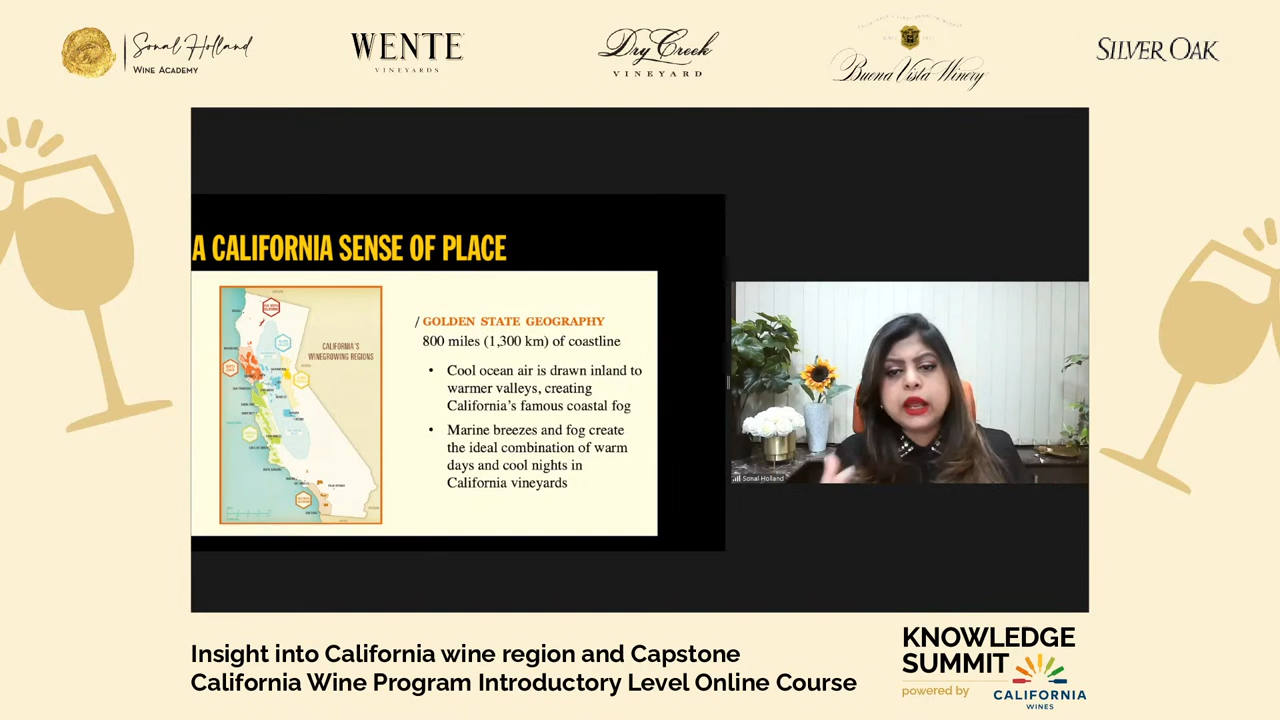 Sonal Holland
WINE ACADEMY
WENTE
VINEYARDS
Dry Creek
VINEYARD
Buena Vista Winery
SILVER OAK
A CALIFORNIA SENSE OF PLACE
CALIFORNIA'S
WINEGROWING REGIONS
/ GOLDEN STATE GEOGRAPHY
800 miles (1,300 km) of coastline
• Cool ocean air is drawn inland to
warmer valleys, creating
California's famous coastal fog
• Marine breezes and fog create
the ideal combination of warm
days and cool nights in
California vineyards
Sonal Holland
Insight into California wine region and Capstone
California Wine Program Introductory Level Online Course
KNOWLEDGE
SUMMIT
powered by
CALIFORNIA
WINES